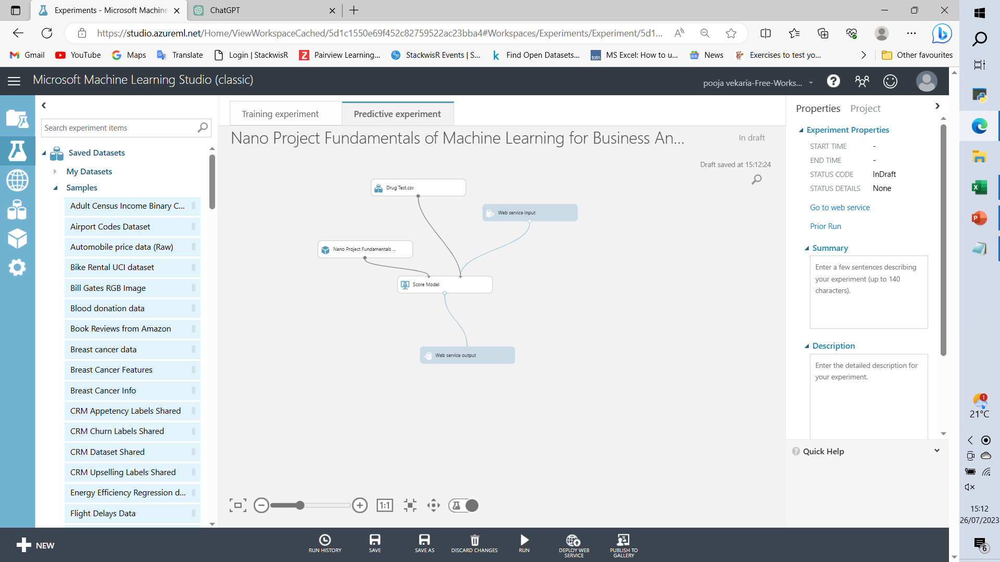 Experiments - Microsoft Machine
ChatGPT
https://studio.azureml.net/Home/ViewWorkspaceCached/5d1c1550e69f452c82759522ac23bba4#Workspaces/Experiments/Experiment/5d1...
Gmail
YouTube
Maps
Translate
Login | StackwisR
Pairview Learning...
StackwisR Events | S...
Find Open Datasets...
MS Excel: How to u...
News
Exercises to test yo...
Other favourites
Microsoft Machine Learning Studio (classic)
pooja vekaria-Free-Works...
Search experiment items
Saved Datasets
My Datasets
Samples
Adult Census Income Binary C...
Airport Codes Dataset
Automobile price data (Raw)
Bike Rental UCI dataset
Bill Gates RGB Image
Blood donation data
Book Reviews from Amazon
Breast cancer data
Breast Cancer Features
Breast Cancer Info
CRM Appetency Labels Shared
CRM Churn Labels Shared
CRM Dataset Shared
CRM Upselling Labels Shared
Energy Efficiency Regression d...
Flight Delays Data
Training experiment
Predictive experiment
Nano Project Fundamentals of Machine Learning for Business An...
In draft
Draft saved at 15:12:24
Drug Test.csv
Web service input
Nano Project Fundamentals ...
Score Model
Web service output
1:1
Properties
Project
Experiment Properties
START TIME -
END TIME -
STATUS CODE InDraft
STATUS DETAILS None
Go to web service
Prior Run
Summary
Enter a few sentences describing
your experiment (up to 140
characters).
Description
Enter the detailed description for
your experiment.
Quick Help
NEW
RUN HISTORY
SAVE
SAVE AS
DISCARD CHANGES
RUN
DEPLOY WEB
SERVICE
PUBLISH TO
GALLERY
1
21°C
15:12
26/07/2023
6